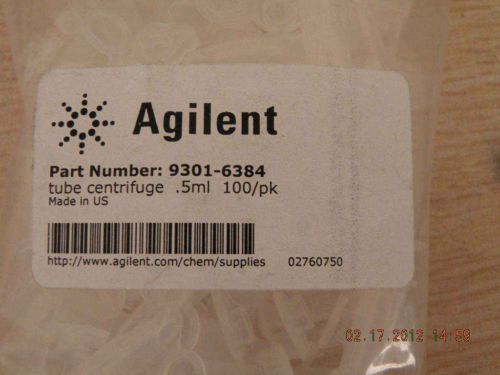 Agilent
Part Number: 9301-6384
tube centrifuge .5ml 100/pk
Made in US
http://www.agilent.com/chem/supplies 02760750
02.17.2012 14:59